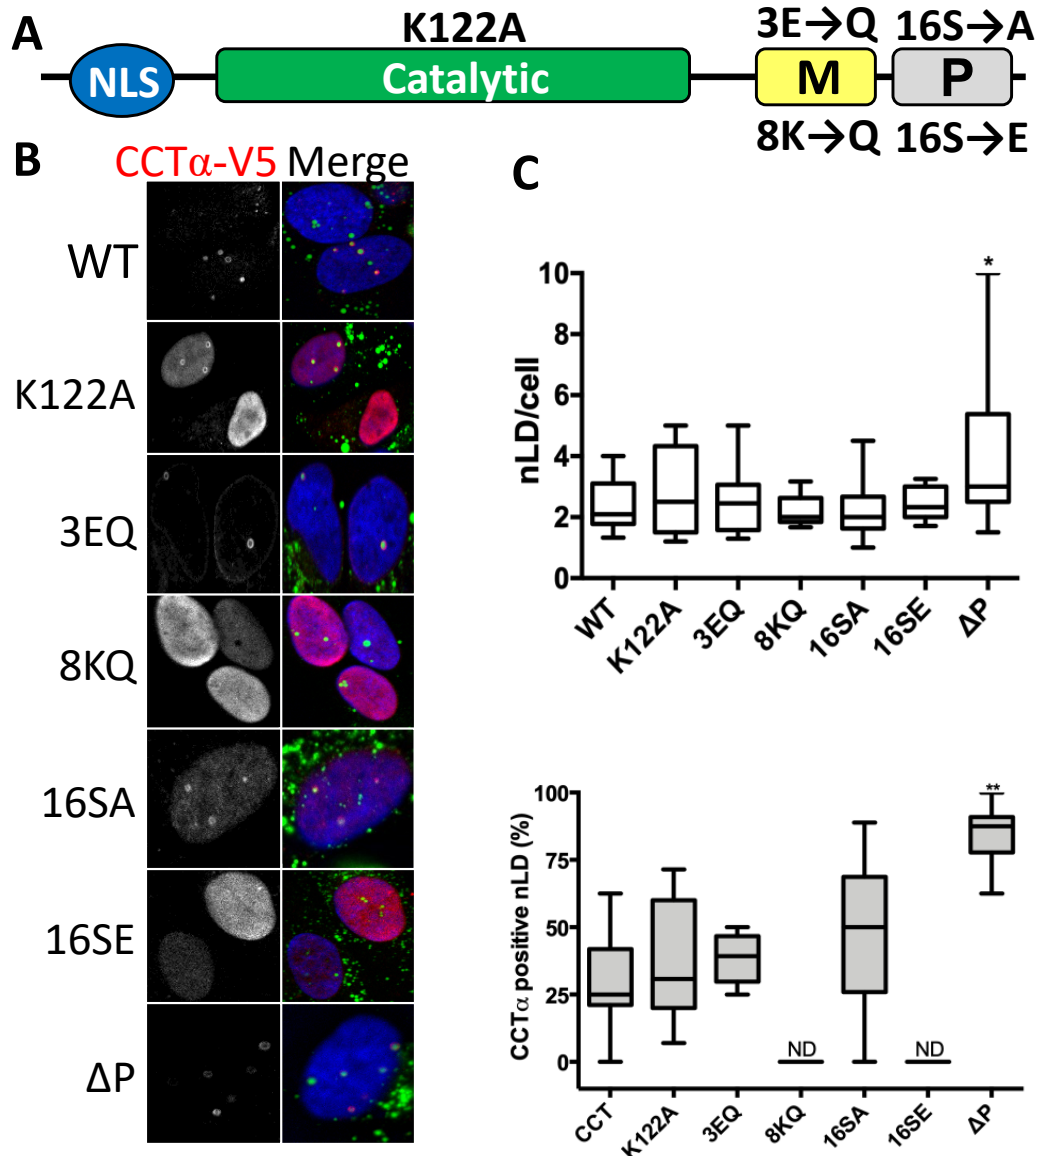 A
K122A
3E→Q 16S→A
NLS
Catalytic
M
P
8K→Q 16S→E
B
CCTα-V5 Merge
WT
K122A
3EQ
8KQ
16SA
16SE
ΔP
C
nLD/cell
10
8
6
4
2
0
*
WT
K122A
3EQ
8KQ
16SA
16SE
ΔP
CCTα positive nLD (%)
100
75
50
25
0
ND
ND
**
CCT
K122A
3EQ
8KQ
16SA
16SE
ΔP